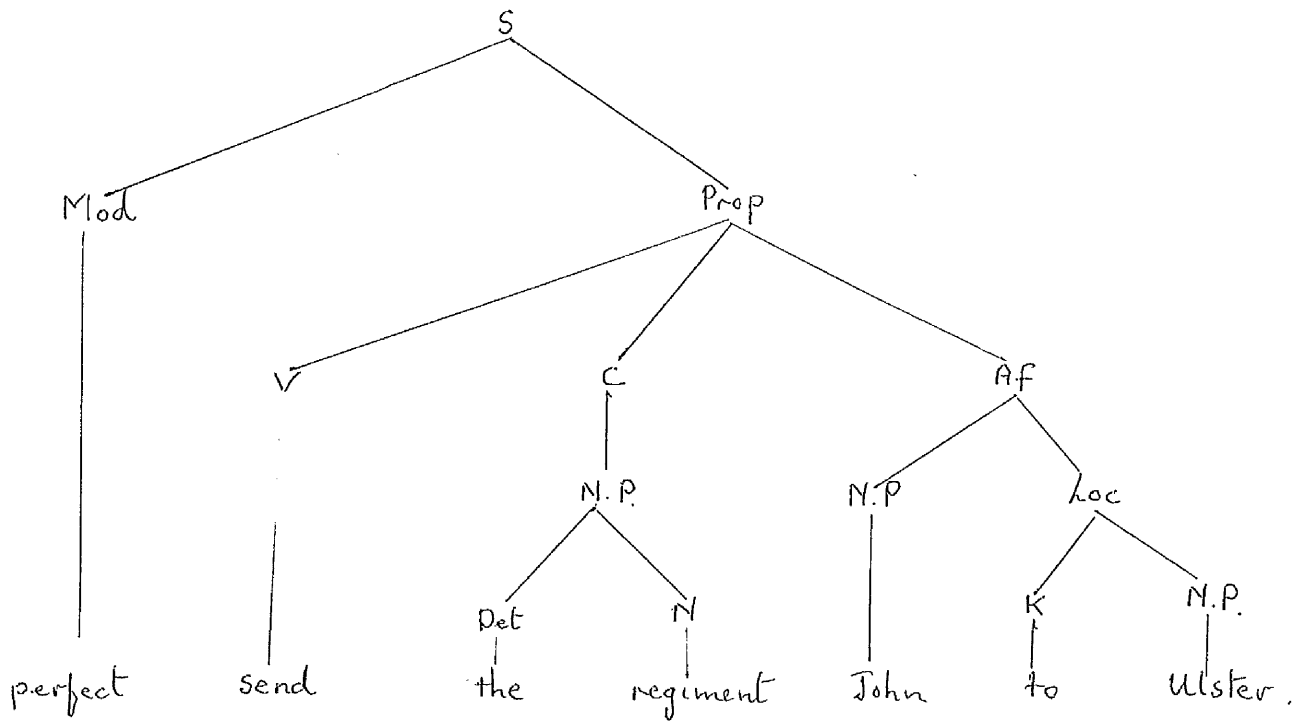 S
Mod Prop
V C Af
N.P. N.P Loc
Det N K N.P.
perfect send the regiment John to Ulster.